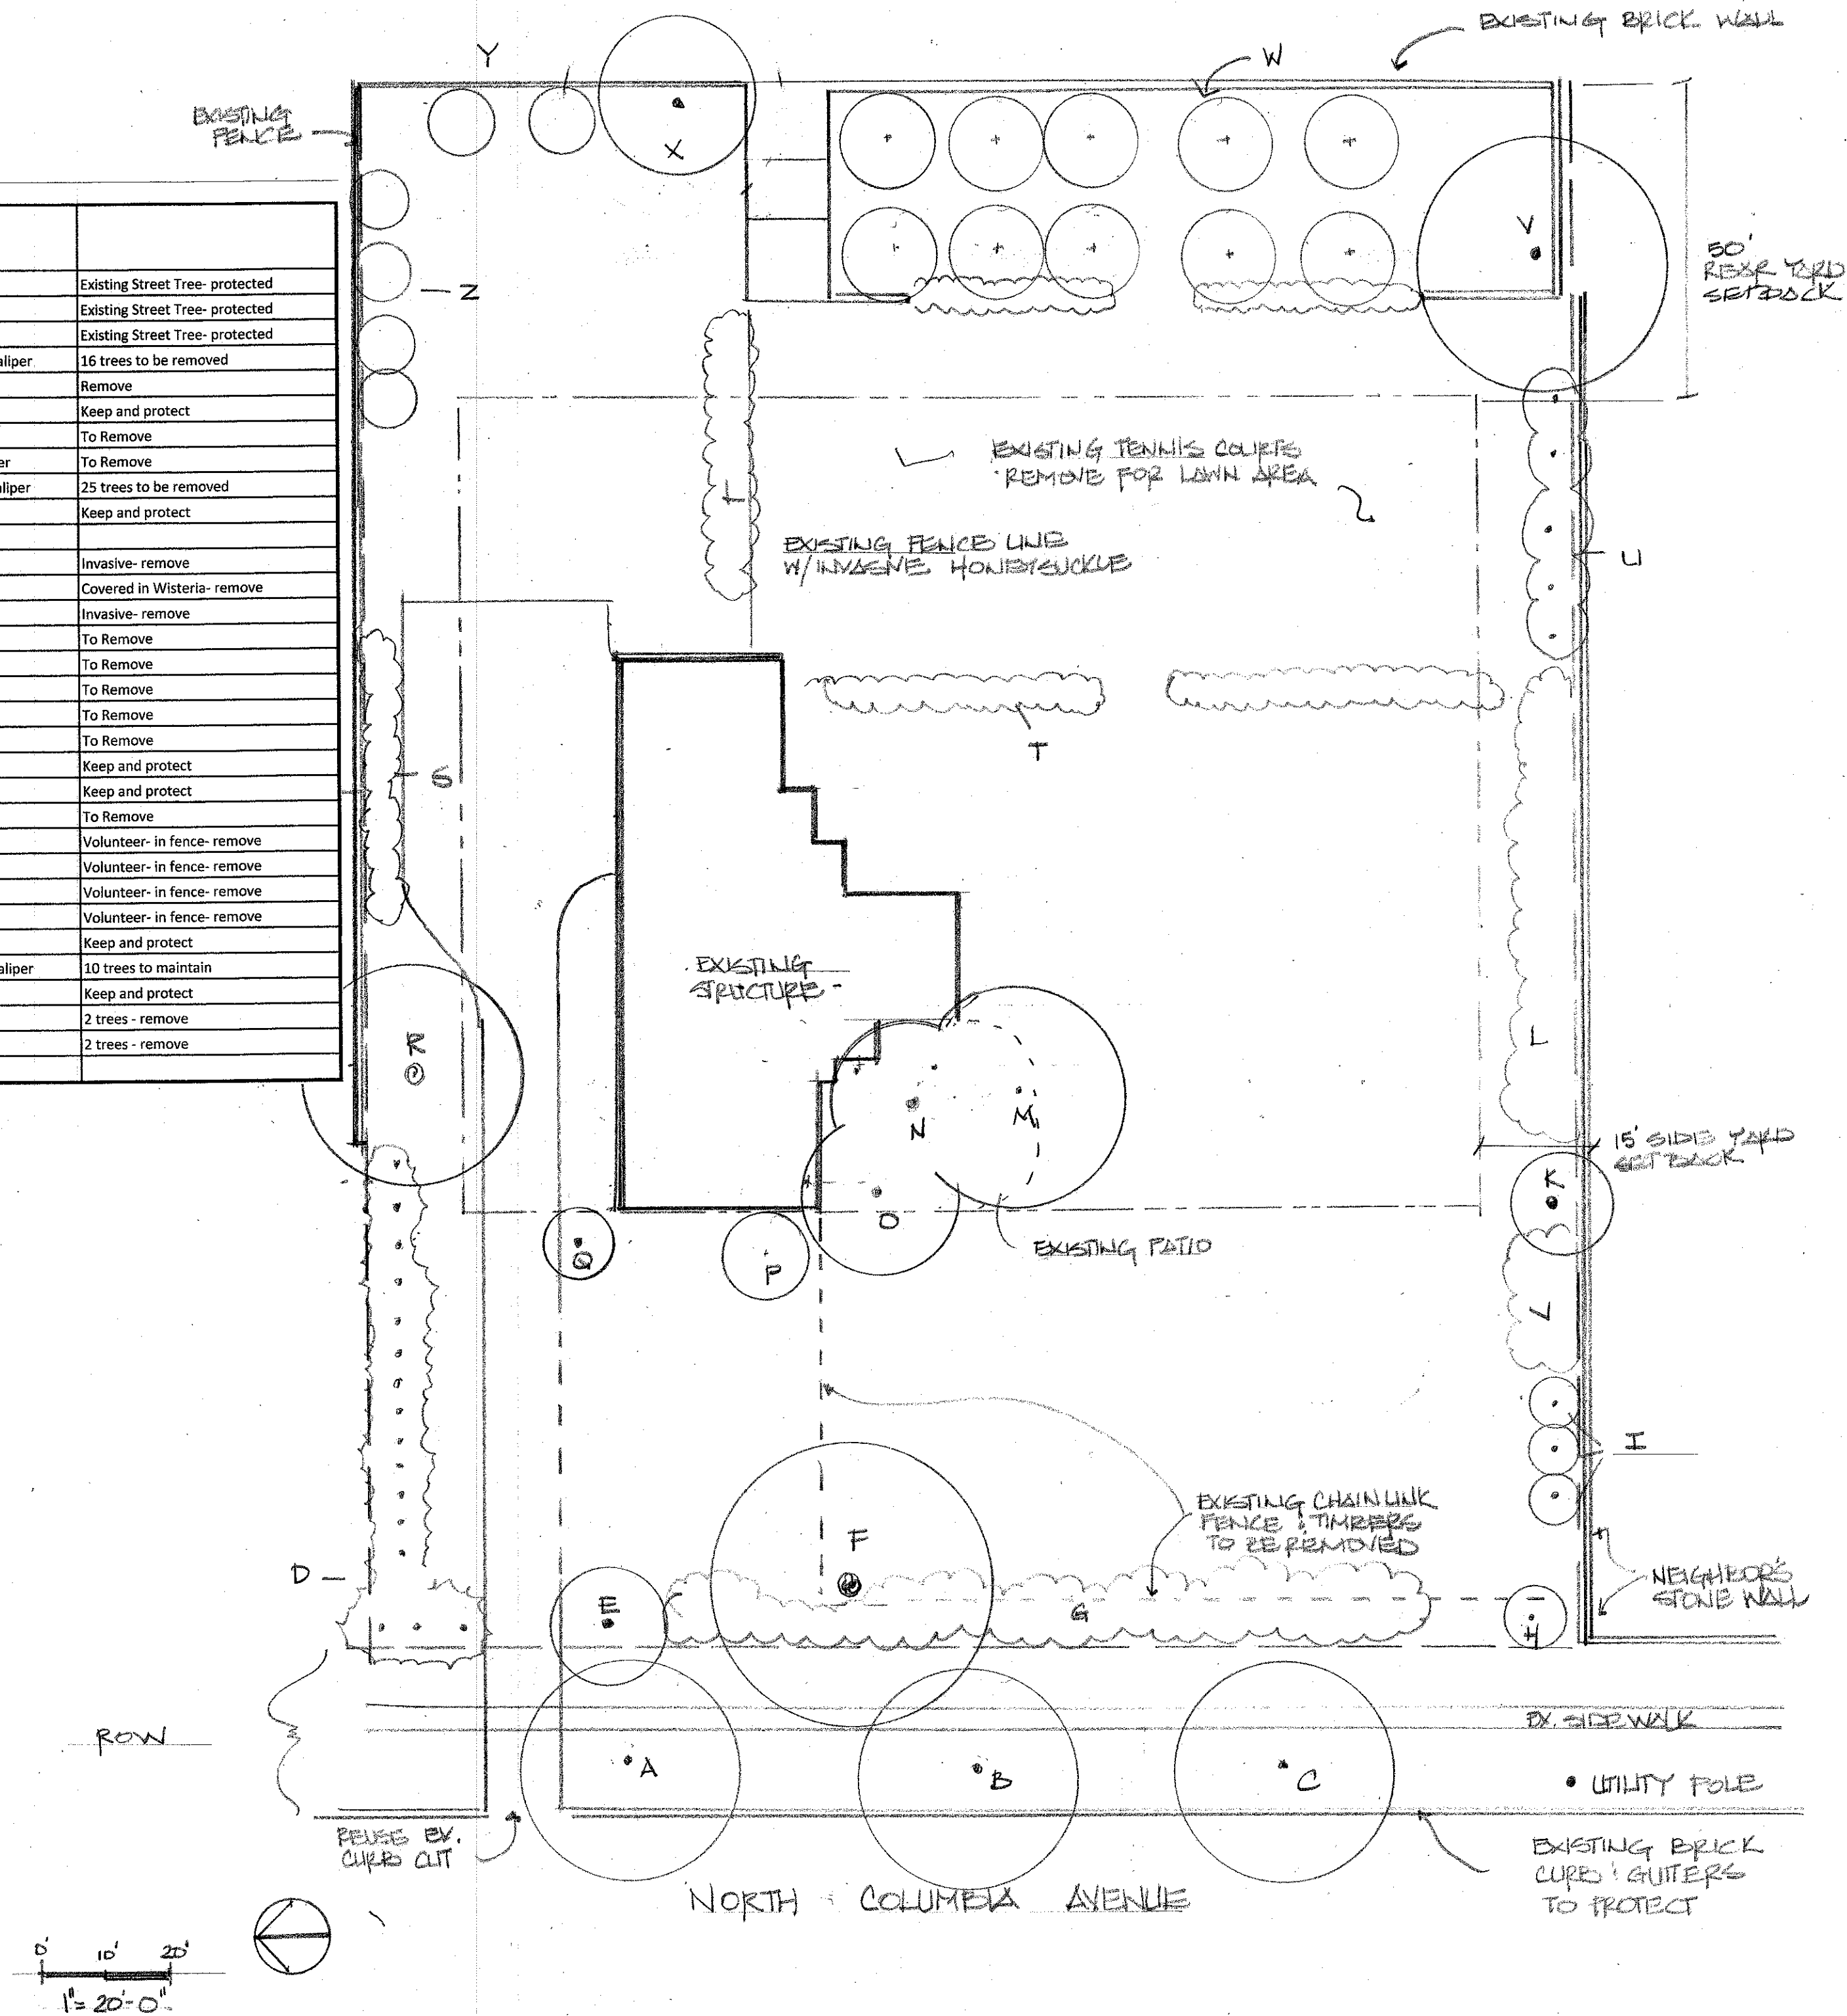 EXISTING BRICK WALL
Y
W
EXISTING
FENCE
X
V
50'
REAR YARD
SETBACK
Z
Existing Street Tree- protected
Existing Street Tree- protected
Existing Street Tree- protected
aliper 16 trees to be removed
Remove
Keep and protect
To Remove
er To Remove
aliper 25 trees to be removed
Keep and protect
Invasive- remove
Covered in Wisteria- remove
Invasive- remove
To Remove
To Remove
To Remove
To Remove
To Remove
Keep and protect
Keep and protect
To Remove
Volunteer- in fence- remove
Volunteer- in fence- remove
Volunteer- in fence- remove
Volunteer- in fence- remove
Keep and protect
aliper 10 trees to maintain
Keep and protect
2 trees - remove
2 trees - remove
EXISTING TENNIS COURTS
REMOVE FOR LAWN AREA
EXISTING FENCE LINE
W/ INVASIVE HONEYSUCKLE
U
T
S
EXISTING
STRUCTURE
L
R
N
M
15' SIDE YARD
SETBACK
K
O
Q
P
EXISTING PATIO
I
EXISTING CHAINLINK
FENCE & TIMBERS
TO BE REMOVED
F
D
E
G
H
NEIGHBOR'S
STONE WALL
ROW
EX. SIDEWALK
A
B
C
UTILITY POLE
REUSE EX.
CURB CUT
EXISTING BRICK
CURB & GUTTERS
TO PROTECT
NORTH COLUMBIA AVENUE
0' 10' 20'
1"= 20'-0"